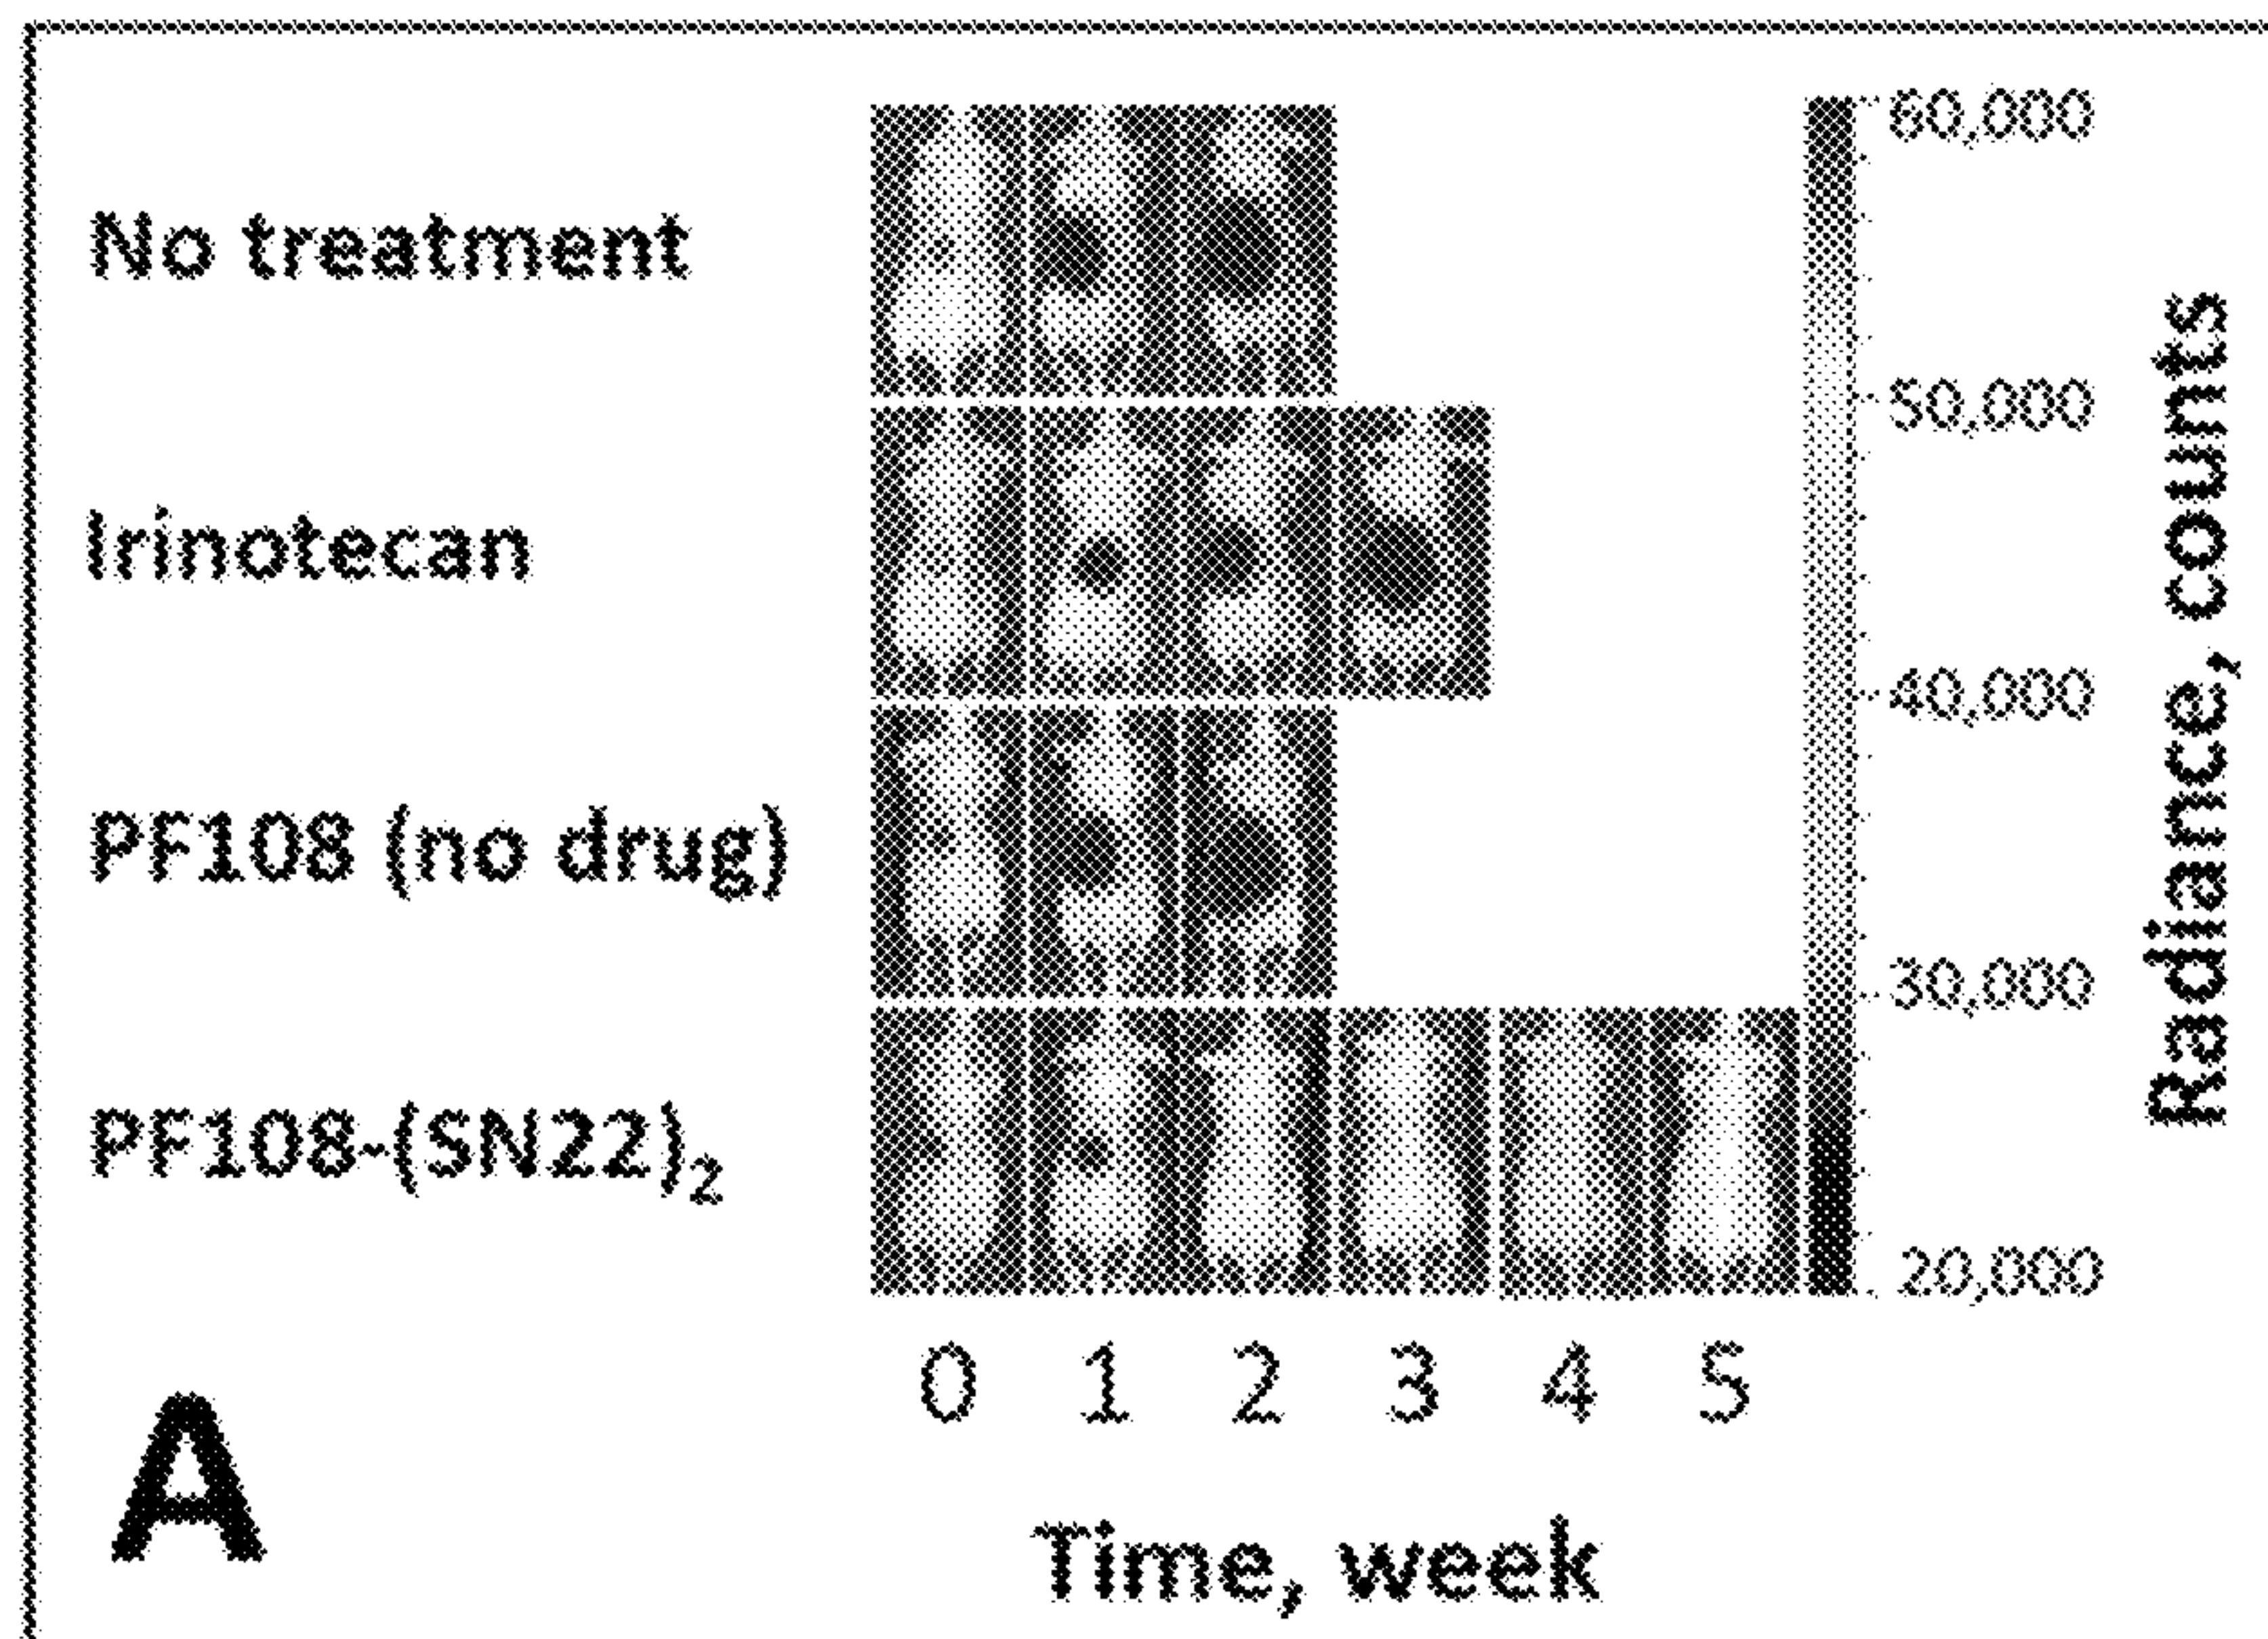 No treatment
Irinotecan
PF108 (no drug)
PF108-(SN22)₂
60,000
50,000
40,000
30,000
20,000
Radiance, counts
0 1 2 3 4 5
Time, week
A